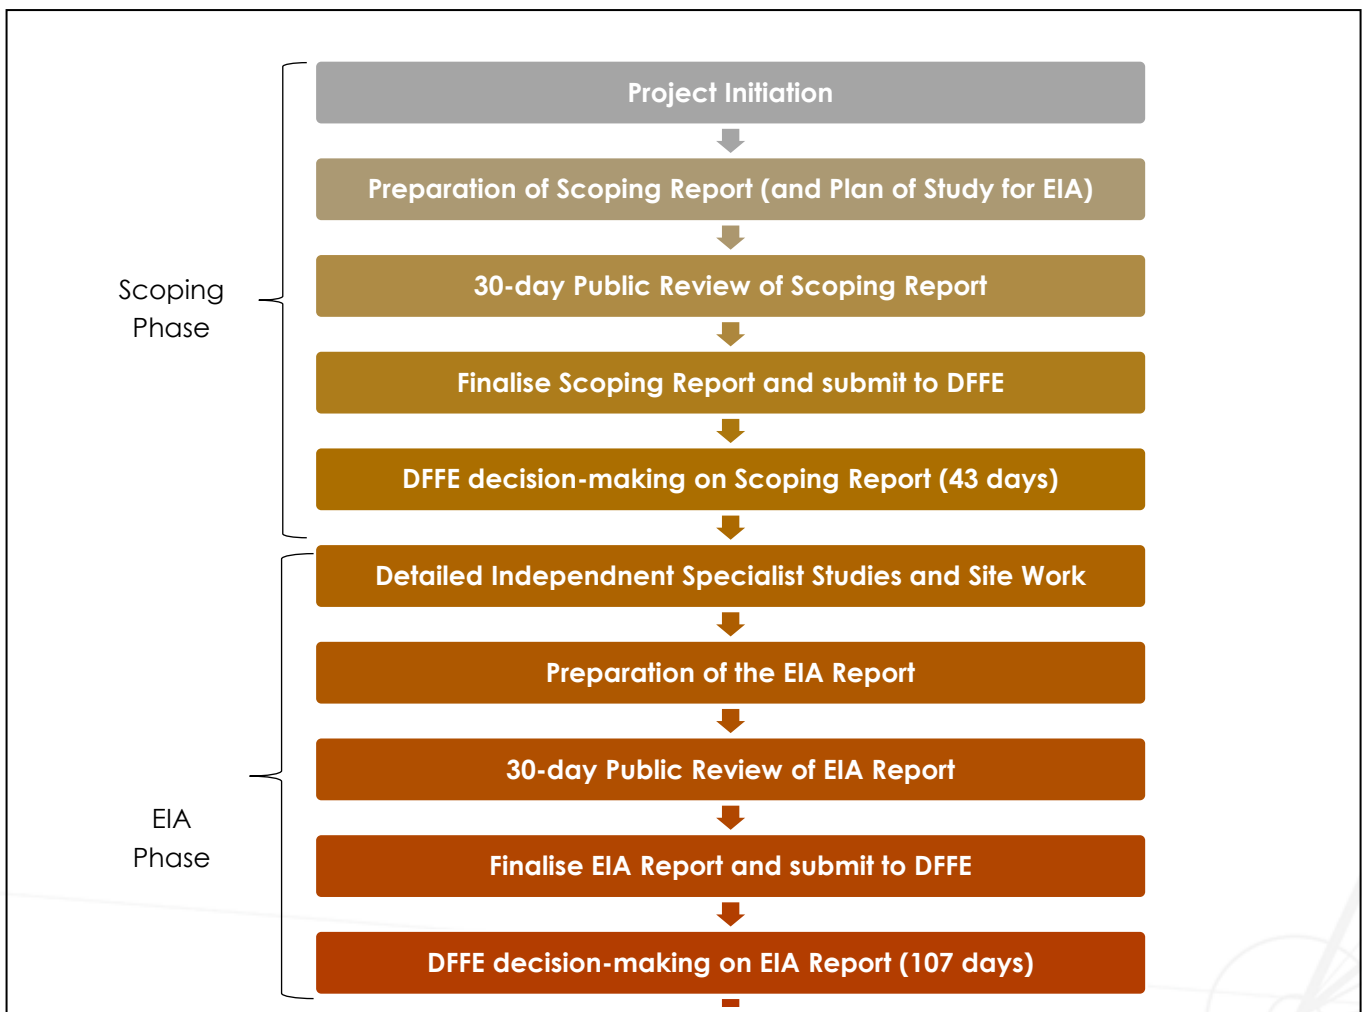 Project Initiation
Preparation of Scoping Report (and Plan of Study for EIA)
30-day Public Review of Scoping Report
Scoping
Phase
Finalise Scoping Report and submit to DFFE
DFFE decision-making on Scoping Report (43 days)
Detailed Indepednent Specialist Studies and Site Work
Preparation of the EIA Report
30-day Public Review of EIA Report
EIA
Phase
Finalise EIA Report and submit to DFFE
DFFE decision-making on EIA Report (107 days)